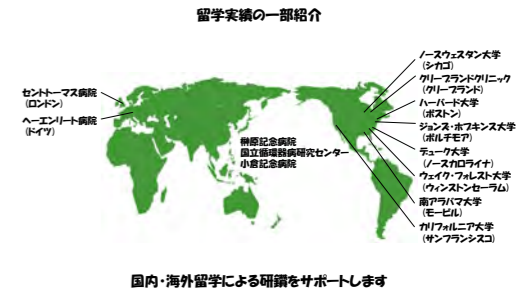 留学実績の一部紹介
セントトーマス病院
(ロンドン)
ヘーエンリート病院
(ドイツ)
榊原記念病院
国立循環器病研究センター
小倉記念病院
ノースウェスタン大学
(シカゴ)
クリーブランドクリニック
(クリーブランド)
ハーバード大学
(ボストン)
ジョンズ・ホプキンス大学
(ボルチモア)
デューク大学
(ノースカロライナ)
ウェイク・フォレスト大学
(ウィンストンセーラム)
南アラバマ大学
(モービル)
カリフォルニア大学
(サンフランシスコ)
国内・海外留学による研鑽をサポートします